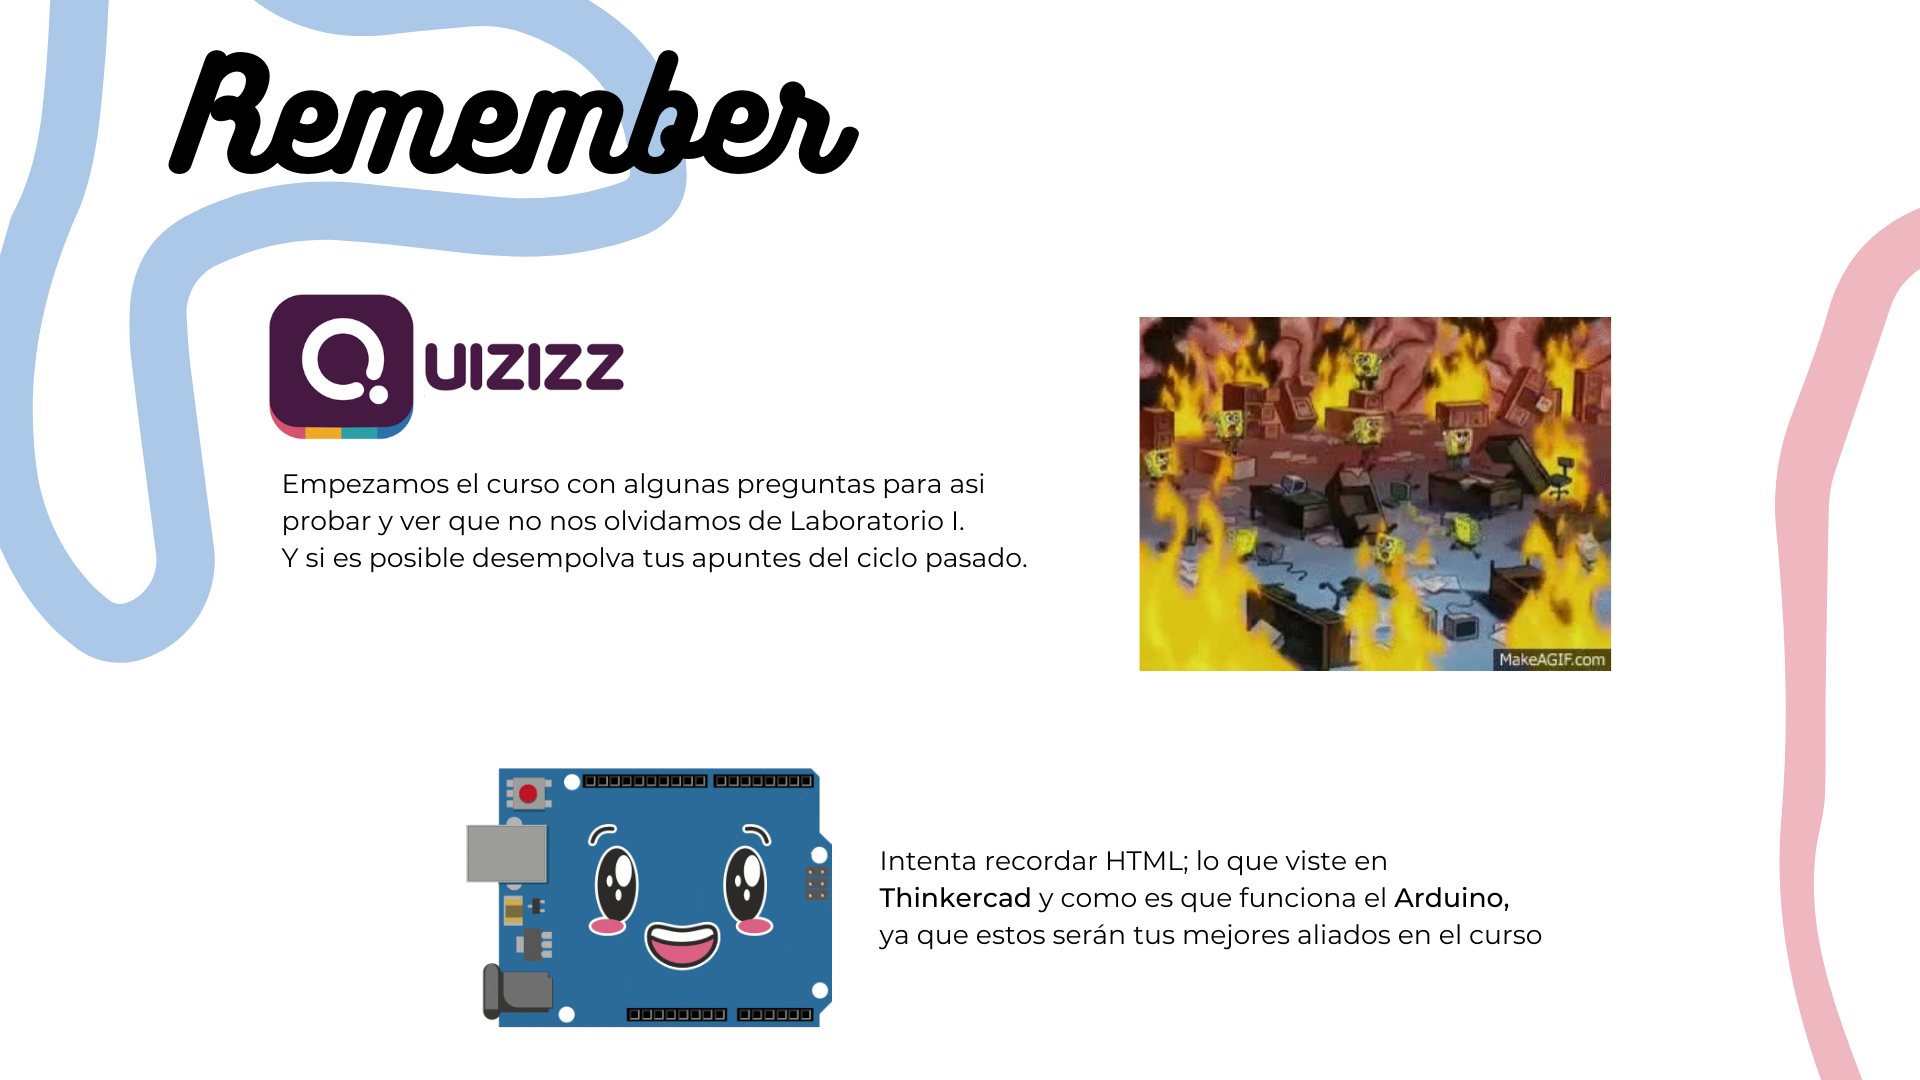 Remember
QUIZIZZ
Empezamos el curso con algunas preguntas para asi
probar y ver que no nos olvidamos de Laboratorio I.
Y si es posible desempolva tus apuntes del ciclo pasado.
MakeAGIF.com
Intenta recordar HTML; lo que viste en
Thinkercad y como es que funciona el Arduino,
ya que estos serán tus mejores aliados en el curso